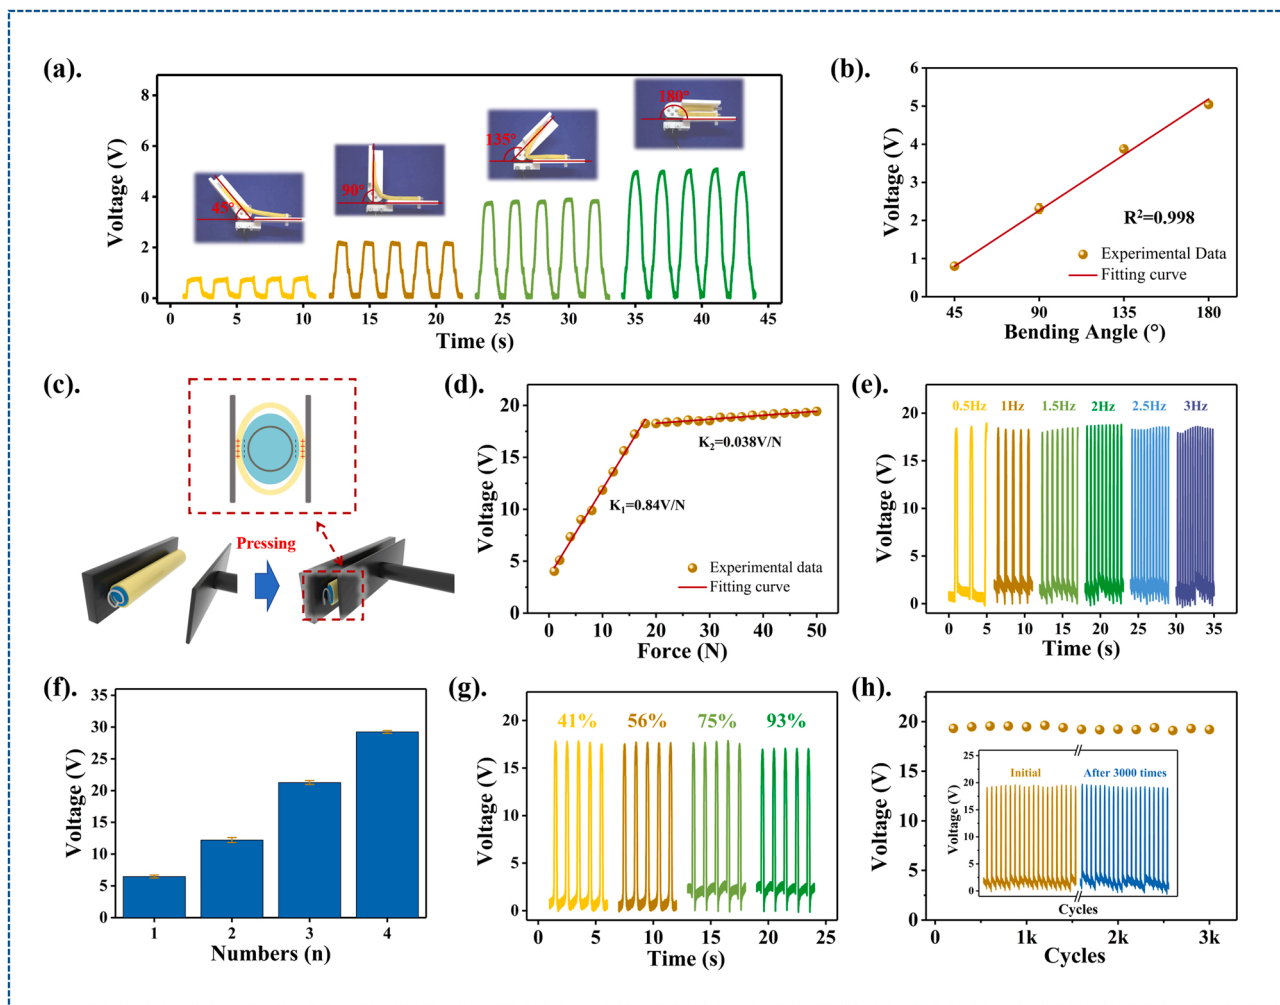 (a).
8
6
4
2
0
Voltage (V)
45°
90°
135°
180°
0 5 10 15 20 25 30 35 40 45
Time (s)
(b).
6
5
4
3
2
1
0
Voltage (V)
R²=0.998
Experimental Data
Fitting curve
45 90 135 180
Bending Angle (°)
(c).
Pressing
(d).
20
15
10
5
0
Voltage (V)
K₂=0.038V/N
K₁=0.84V/N
Experimental data
Fitting curve
0 10 20 30 40 50
Force (N)
(e).
20
15
10
5
0
Voltage (V)
0.5Hz 1Hz 1.5Hz 2Hz 2.5Hz 3Hz
0 5 10 15 20 25 30 35
Time (s)
(f).
35
30
25
20
15
10
5
0
Voltage (V)
1 2 3 4
Numbers (n)
(g).
20
15
10
5
0
Voltage (V)
41% 56% 75% 93%
0 5 10 15 20 25
Time (s)
(h).
25
20
15
10
5
0
Voltage (V)
25
20
15
10
5
0
Voltage (V)
Initial
After 3000 times
Cycles
0 1k 2k 3k
Cycles